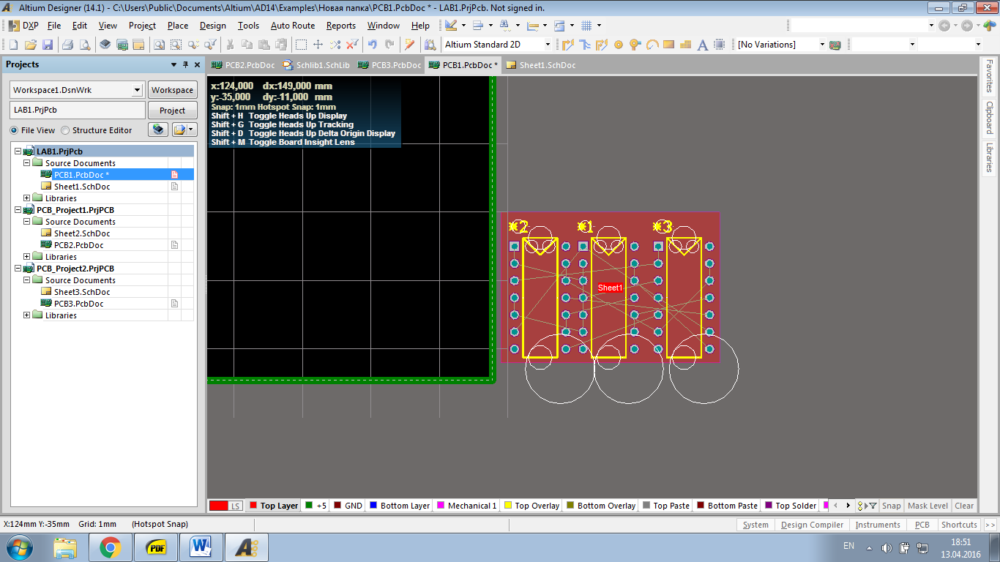 Altium Designer (14.1) - C:\Users\Public\Documents\Altium\AD14\Examples\Новая папка\PCB1.PcbDoc * - LAB1.PrjPcb. Not signed in.
DXP File Edit View Project Place Design Tools Auto Route Reports Window Help
Altium Standard 2D [No Variations]
Projects
PCB2.PcbDoc Schlib1.SchLib PCB3.PcbDoc PCB1.PcbDoc * Sheet1.SchDoc
Workspace1.DsnWrk Workspace
LAB1.PrjPcb Project
File View Structure Editor
LAB1.PrjPcb
Source Documents
PCB1.PcbDoc *
Sheet1.SchDoc
Libraries
PCB_Project1.PrjPCB
Source Documents
Sheet2.SchDoc
PCB2.PcbDoc
Libraries
PCB_Project2.PrjPCB
Source Documents
Sheet3.SchDoc
PCB3.PcbDoc
Libraries
x:124,000 dx:149,000 mm
y:-35,000 dy:-11,000 mm
Snap: 1mm Hotspot Snap: 1mm
Shift + H Toggle Heads Up Display
Shift + G Toggle Heads Up Tracking
Shift + D Toggle Heads Up Delta Origin Display
Shift + M Toggle Board Insight Lens
*2 *1 *3
Sheet1
Favorites
Clipboard
Libraries
LS Top Layer +5 GND Bottom Layer Mechanical 1 Top Overlay Bottom Overlay Top Paste Bottom Paste Top Solder Snap Mask Level Clear
X:124mm Y:-35mm Grid: 1mm (Hotspot Snap) System Design Compiler Instruments PCB Shortcuts >>
PDF W EN 18:51
13.04.2016